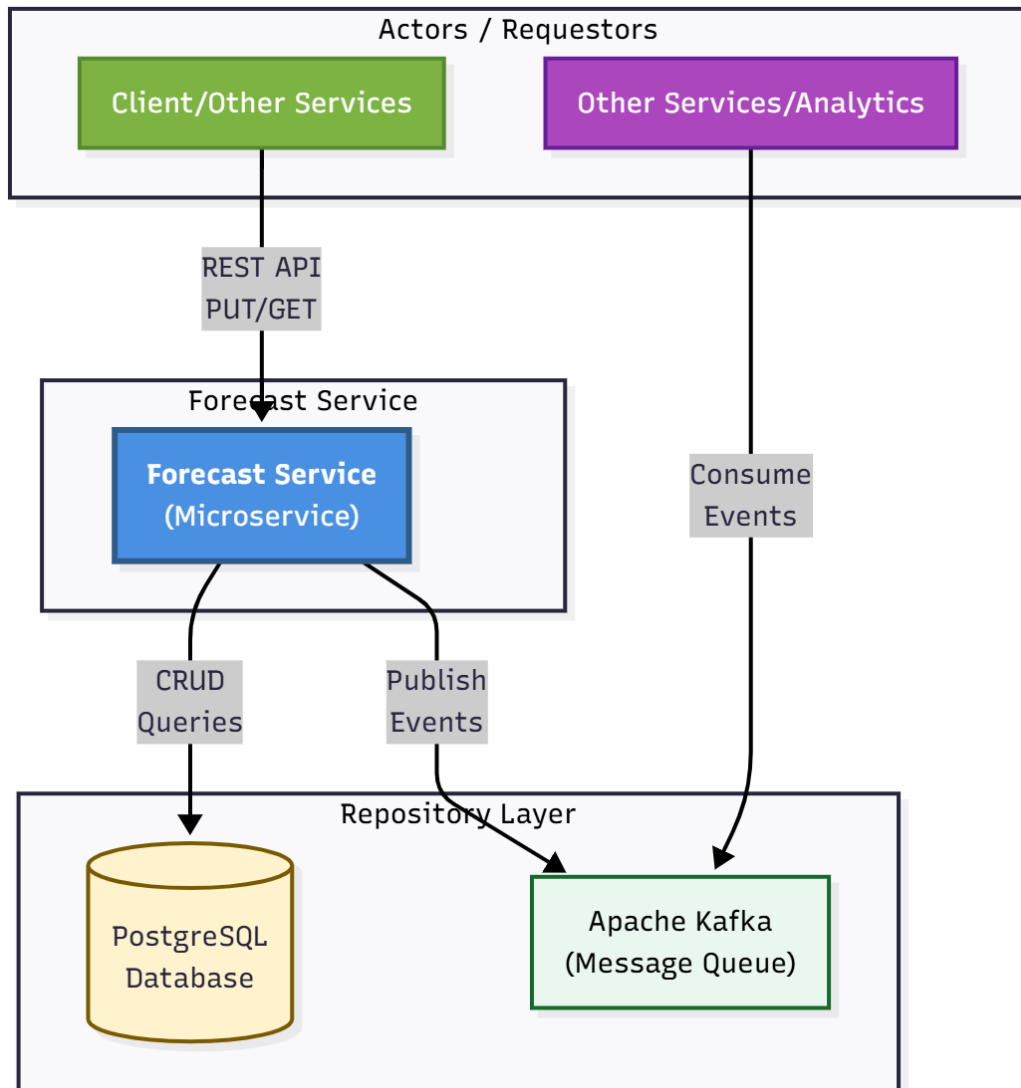 Actors / Requestors
Client/Other Services
Other Services/Analytics
REST API
PUT/GET
Forecast Service
Forecast Service
(Microservice)
Consume
Events
CRUD
Queries
Publish
Events
Repository Layer
PostgreSQL
Database
Apache Kafka
(Message Queue)